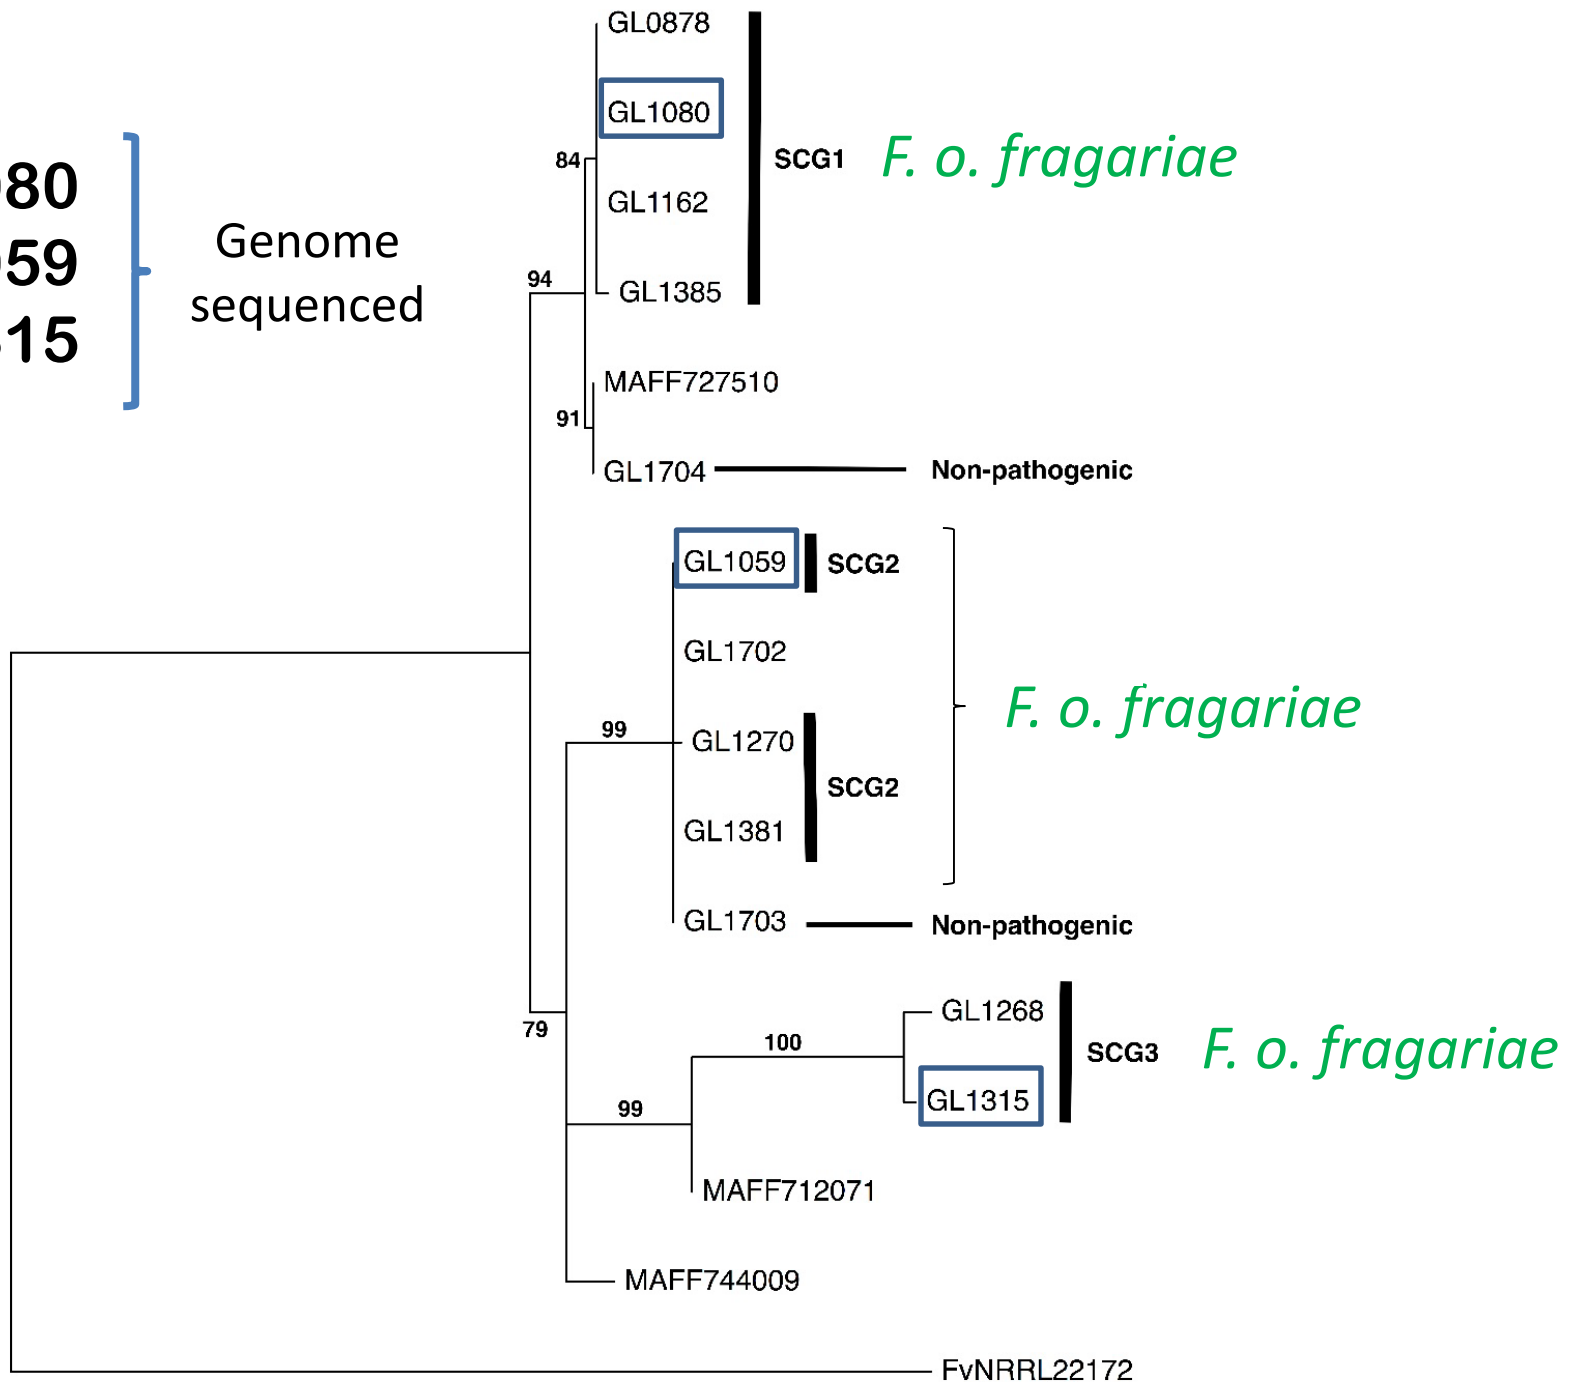 GL0878
GL1080
84
SCG1
F. o. fragariae
80
59
15
Genome
sequenced
GL1162
94
GL1385
MAFF727510
91
GL1704
Non-pathogenic
GL1059
SCG2
GL1702
F. o. fragariae
99
GL1270
SCG2
GL1381
GL1703
Non-pathogenic
GL1268
79
100
SCG3
F. o. fragariae
GL1315
99
MAFF712071
MAFF744009
FvNRRL22172